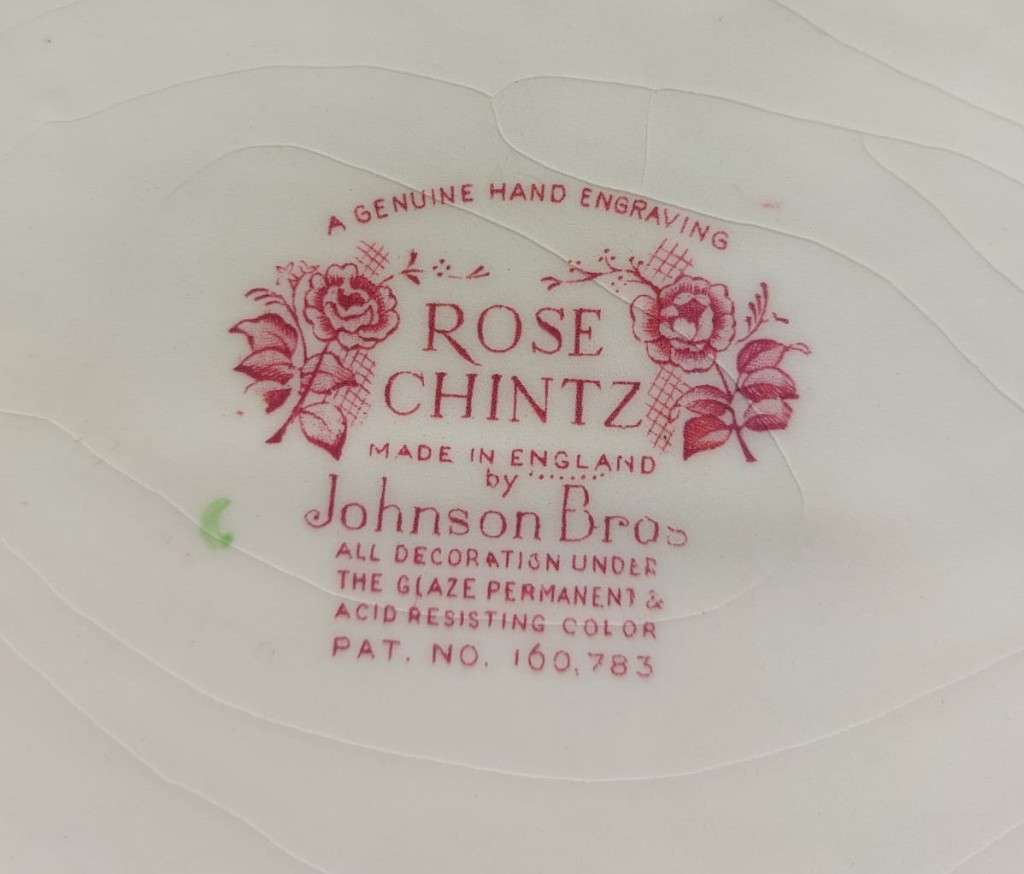 A GENUINE HAND ENGRAVING
ROSE
CHINTZ
MADE IN ENGLAND
by
Johnson Bros
ALL DECORATION UNDER
THE GLAZE PERMANENT &
ACID RESISTING COLOR
PAT. NO. 160,783